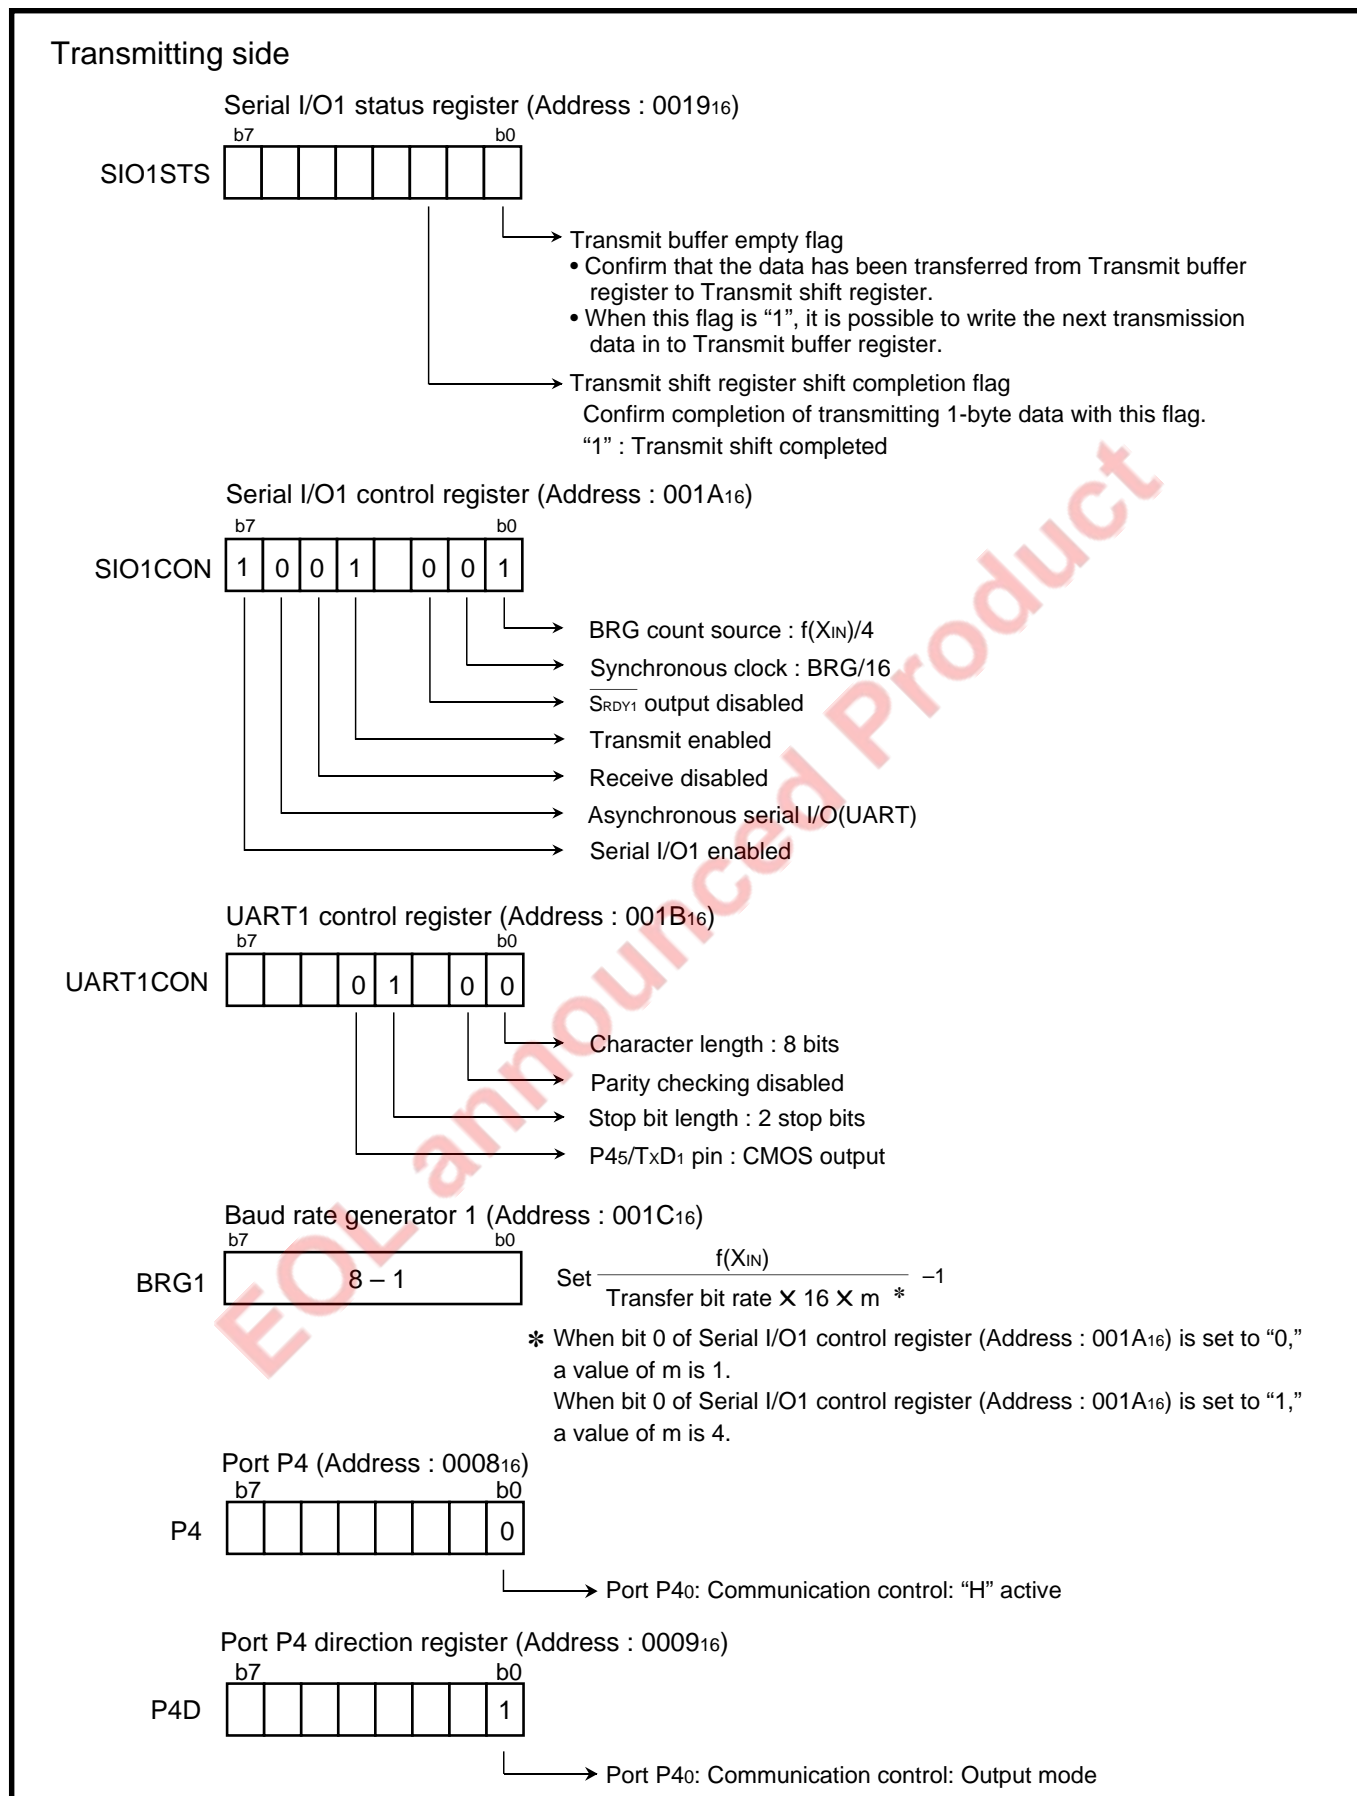 Transmitting side
Serial I/O1 status register (Address : 001916)
b7 b0
SIO1STS
Transmit buffer empty flag
• Confirm that the data has been transferred from Transmit buffer
register to Transmit shift register.
• When this flag is “1”, it is possible to write the next transmission
data in to Transmit buffer register.
Transmit shift register shift completion flag
Confirm completion of transmitting 1-byte data with this flag.
“1” : Transmit shift completed
Serial I/O1 control register (Address : 001A16)
b7 b0
SIO1CON 1 0 0 1 0 0 1
BRG count source : f(XIN)/4
Synchronous clock : BRG/16
SRDY1 output disabled
Transmit enabled
Receive disabled
Asynchronous serial I/O(UART)
Serial I/O1 enabled
UART1 control register (Address : 001B16)
b7 b0
UART1CON 0 1 0 0
Character length : 8 bits
Parity checking disabled
Stop bit length : 2 stop bits
P45/TxD1 pin : CMOS output
Baud rate generator 1 (Address : 001C16)
b7 b0
BRG1 8 – 1
f(XIN)
Set –1
Transfer bit rate ✕ 16 ✕ m ✻
✻ When bit 0 of Serial I/O1 control register (Address : 001A16) is set to “0,”
a value of m is 1.
When bit 0 of Serial I/O1 control register (Address : 001A16) is set to “1,”
a value of m is 4.
Port P4 (Address : 000816)
b7 b0
P4 0
Port P40: Communication control: “H” active
Port P4 direction register (Address : 000916)
b7 b0
P4D 1
Port P40: Communication control: Output mode
EOL announced Product